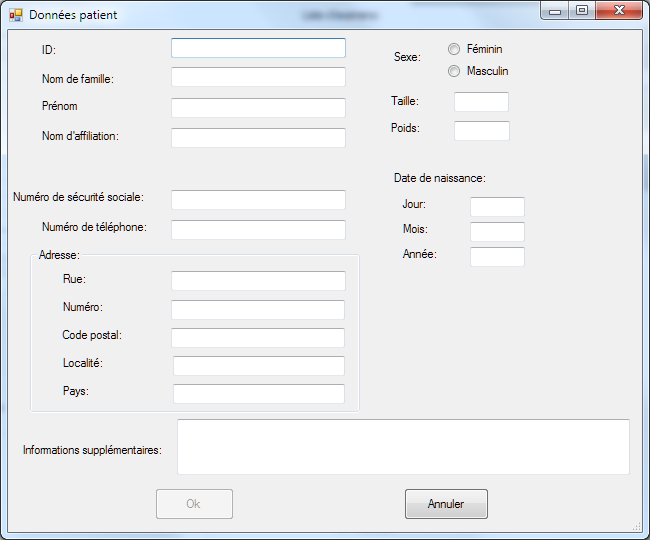 Données patient
ID:
Nom de famille:
Prénom
Nom d'affiliation:
Numéro de sécurité sociale:
Numéro de téléphone:
Adresse:
Rue:
Numéro:
Code postal:
Localité:
Pays:
Sexe:
Féminin
Masculin
Taille:
Poids:
Date de naissance:
Jour:
Mois:
Année:
Informations supplémentaires:
Ok
Annuler